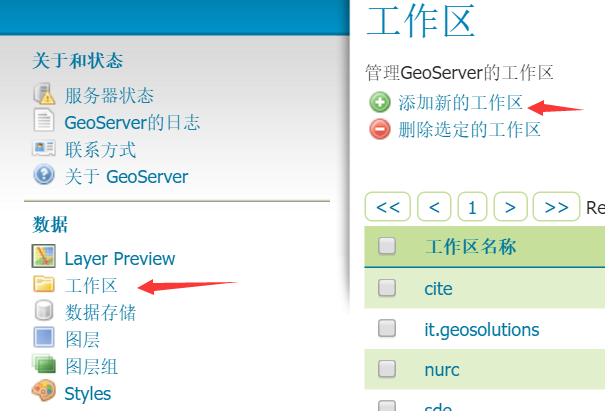 关于和状态
服务器状态
GeoServer的日志
联系方式
关于 GeoServer
数据
Layer Preview
工作区
数据存储
图层
图层组
Styles
工作区
管理GeoServer的工作区
添加新的工作区
删除选定的工作区
<< < 1 > >> Re
工作区名称
cite
it.geosolutions
nurc
sde